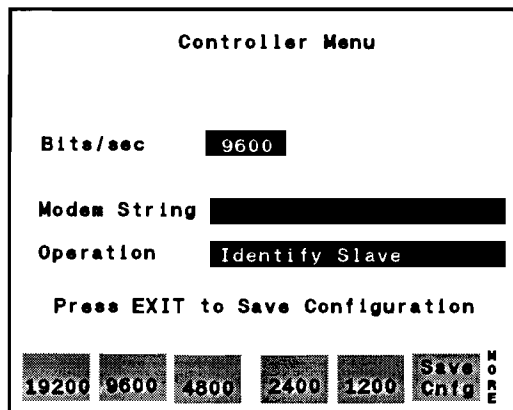 Controller Menu
Bits/sec 9600
Modem String
Operation Identify Slave
Press EXIT to Save Configuration
19200 9600 4800 2400 1200 Save Cnfg MORE